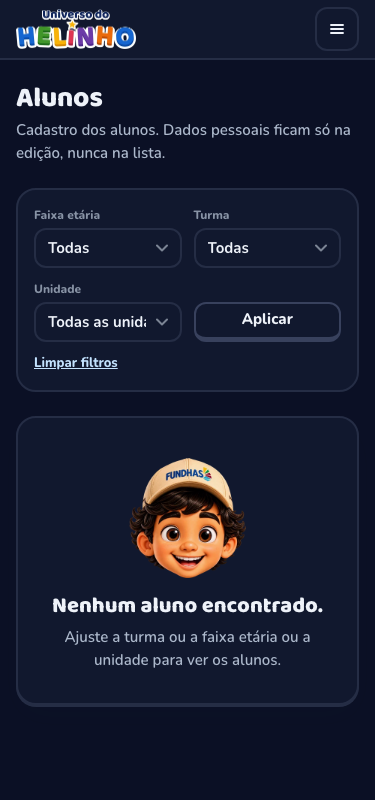 Universo do
HELINHO
Alunos
Cadastro dos alunos. Dados pessoais ficam só na
edição, nunca na lista.
Faixa etária
Turma
Todas
Todas
Unidade
Todas as unida
Aplicar
Limpar filtros
FUNDHAS
Nenhum aluno encontrado.
Ajuste a turma ou a faixa etária ou a
unidade para ver os alunos.